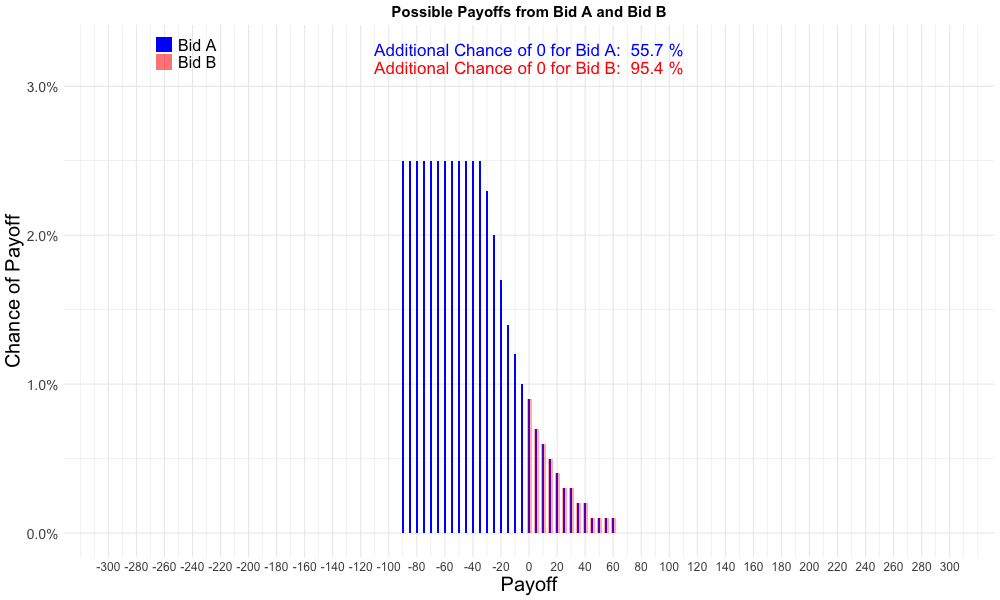 Possible Payoffs from Bid A and Bid B
Bid A
Bid B
Additional Chance of 0 for Bid A: 55.7 %
Additional Chance of 0 for Bid B: 95.4 %
Chance of Payoff
3.0%
2.0%
1.0%
0.0%
-300 -280 -260 -240 -220 -200 -180 -160 -140 -120 -100 -80 -60 -40 -20 0 20 40 60 80 100 120 140 160 180 200 220 240 260 280 300
Payoff